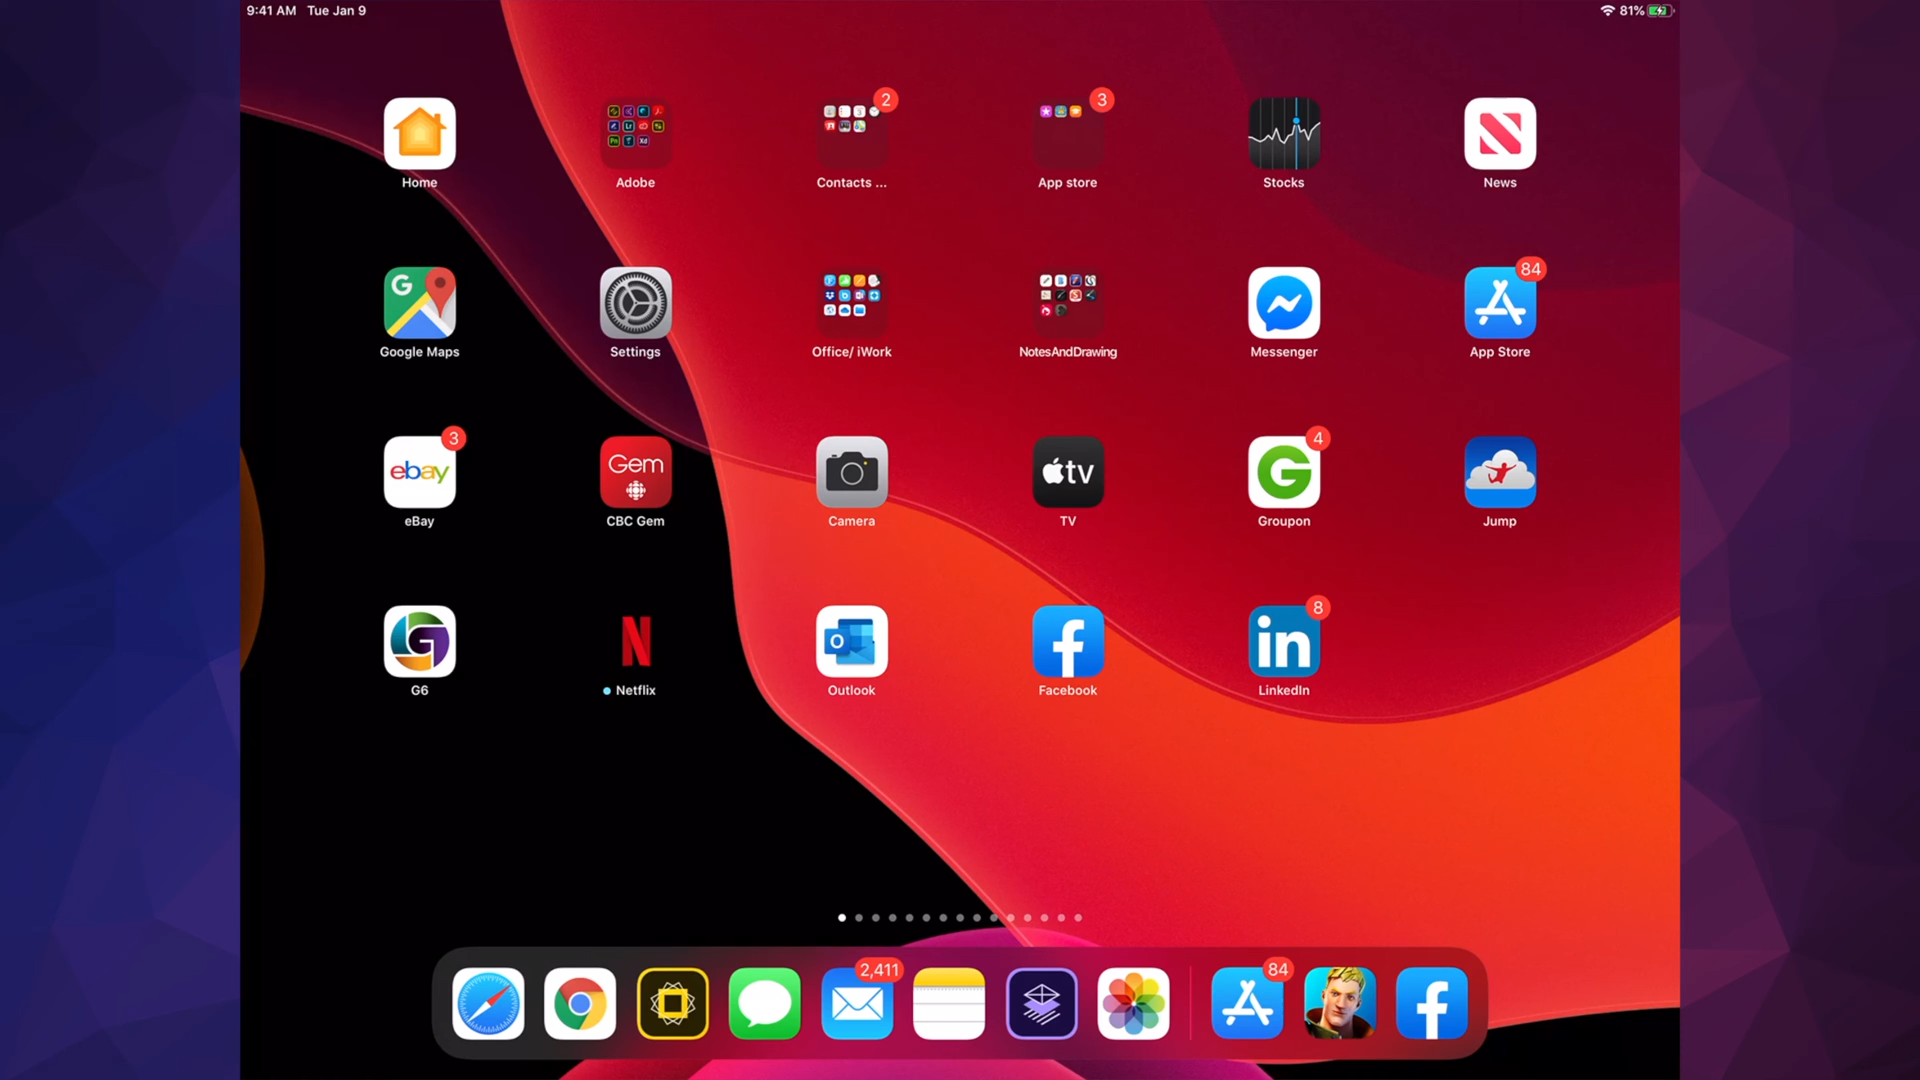 9:41 AM Tue Jan 9
81%
2
3
Home
Adobe
Contacts ...
App store
Stocks
News
84
Google Maps
Settings
Office/ iWork
NotesAndDrawing
Messenger
App Store
3
4
ebay
Gem
tv
eBay
CBC Gem
Camera
TV
Groupon
Jump
8
in
G6
Netflix
Outlook
Facebook
LinkedIn
2,411
84